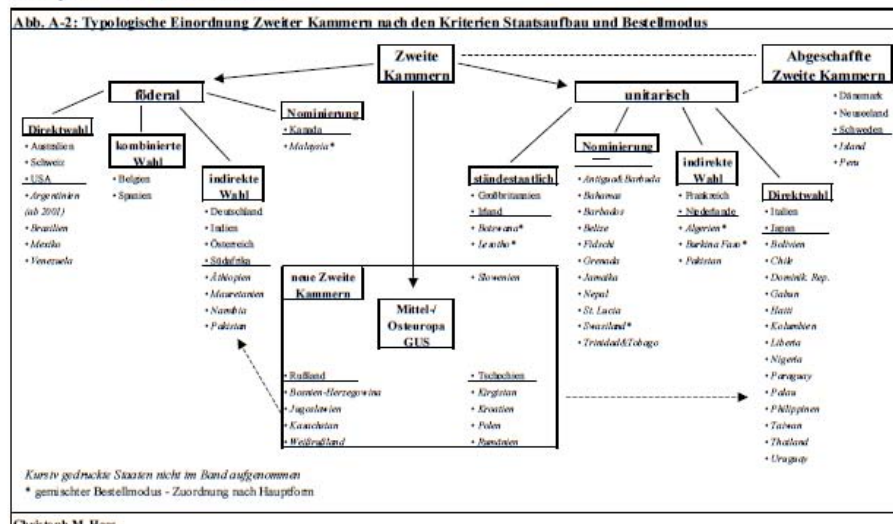 Abb. A-2: Typologische Einordnung Zweiter Kammern nach den Kriterien Staatsaufbau und Bestellmodus
Zweite
Kammern
Abgeschaffte
Zweite Kammern
• Dänemark
• Neuseeland
• Schweden
• Island
• Peru
föderal
unitarisch
Direktwahl
• Australien
• Schweiz
• USA
• Argentinien
(ab 2001)
• Brasilien
• Mexiko
• Venezuela
kombinierte
Wahl
• Belgien
• Spanien
indirekte
Wahl
• Deutschland
• Indien
• Österreich
• Südafrika
• Äthiopien
• Mauretanien
• Namibia
• Pakistan
Nominierung
• Kanada
• Malaysia*
ständestaatlich
• Großbritannien
• Irland
• Botswana*
• Lesotho*
• Slowenien
Nominierung
• Antigua&Barbuda
• Bahamas
• Barbados
• Belize
• Fidschi
• Grenada
• Jamaika
• Nepal
• St. Lucia
• Swasiland*
• Trinidad&Tobago
indirekte
Wahl
• Frankreich
• Niederlande
• Algerien*
• Burkina Faso*
• Pakistan
Direktwahl
• Italien
• Japan
• Bolivien
• Chile
• Dominik. Rep.
• Gabun
• Haiti
• Kolumbien
• Liberia
• Nigeria
• Paraguay
• Palau
• Philippinen
• Taiwan
• Thailand
• Uruguay
neue Zweite
Kammern
Mittel-/
Osteuropa
GUS
• Rußland
• Bosnien-Herzegowina
• Jugoslawien
• Kasachstan
• Weißrußland
• Tschechien
• Kirgistan
• Kroatien
• Polen
• Rumänien
Kursiv gedruckte Staaten nicht im Band aufgenommen
* gemischter Bestellmodus - Zuordnung nach Hauptform
Christoph M. Haas